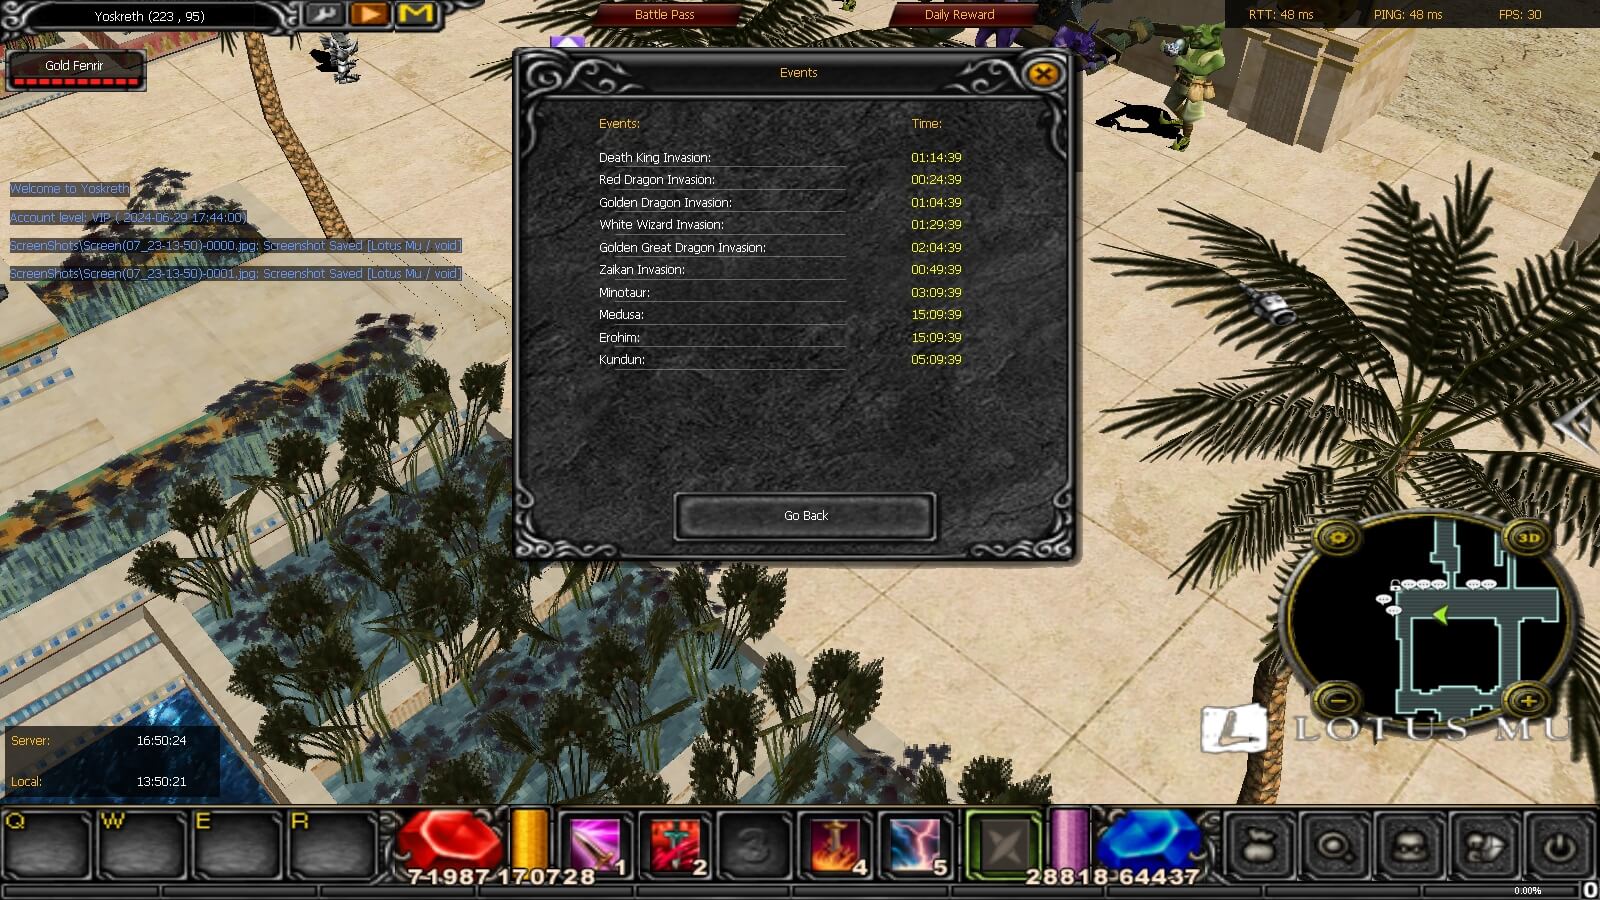 Yoskreth (223 , 95)
Battle Pass
Daily Reward
RTT: 48 ms PING: 48 ms FPS: 30
Gold Fenrir
Events
Events: Time:
Death King Invasion: 01:14:39
Red Dragon Invasion: 00:24:39
Golden Dragon Invasion: 01:04:39
White Wizard Invasion: 01:29:39
Golden Great Dragon Invasion: 02:04:39
Zaikan Invasion: 00:49:39
Minotaur: 03:09:39
Medusa: 15:09:39
Erohim: 15:09:39
Kundun: 05:09:39
Go Back
Welcome to Yoskreth
Account level: VIP ( 2024-06-29 17:44:00)
ScreenShots\Screen(07_23-13-50)-0000.jpg: Screenshot Saved [Lotus Mu / void]
ScreenShots\Screen(07_23-13-50)-0001.jpg: Screenshot Saved [Lotus Mu / void]
3D
LOTUS MU
Server: 16:50:24
Local: 13:50:21
Q W E R
1 2 3 4 5
71987 170728 28818 64437
0.00% 0